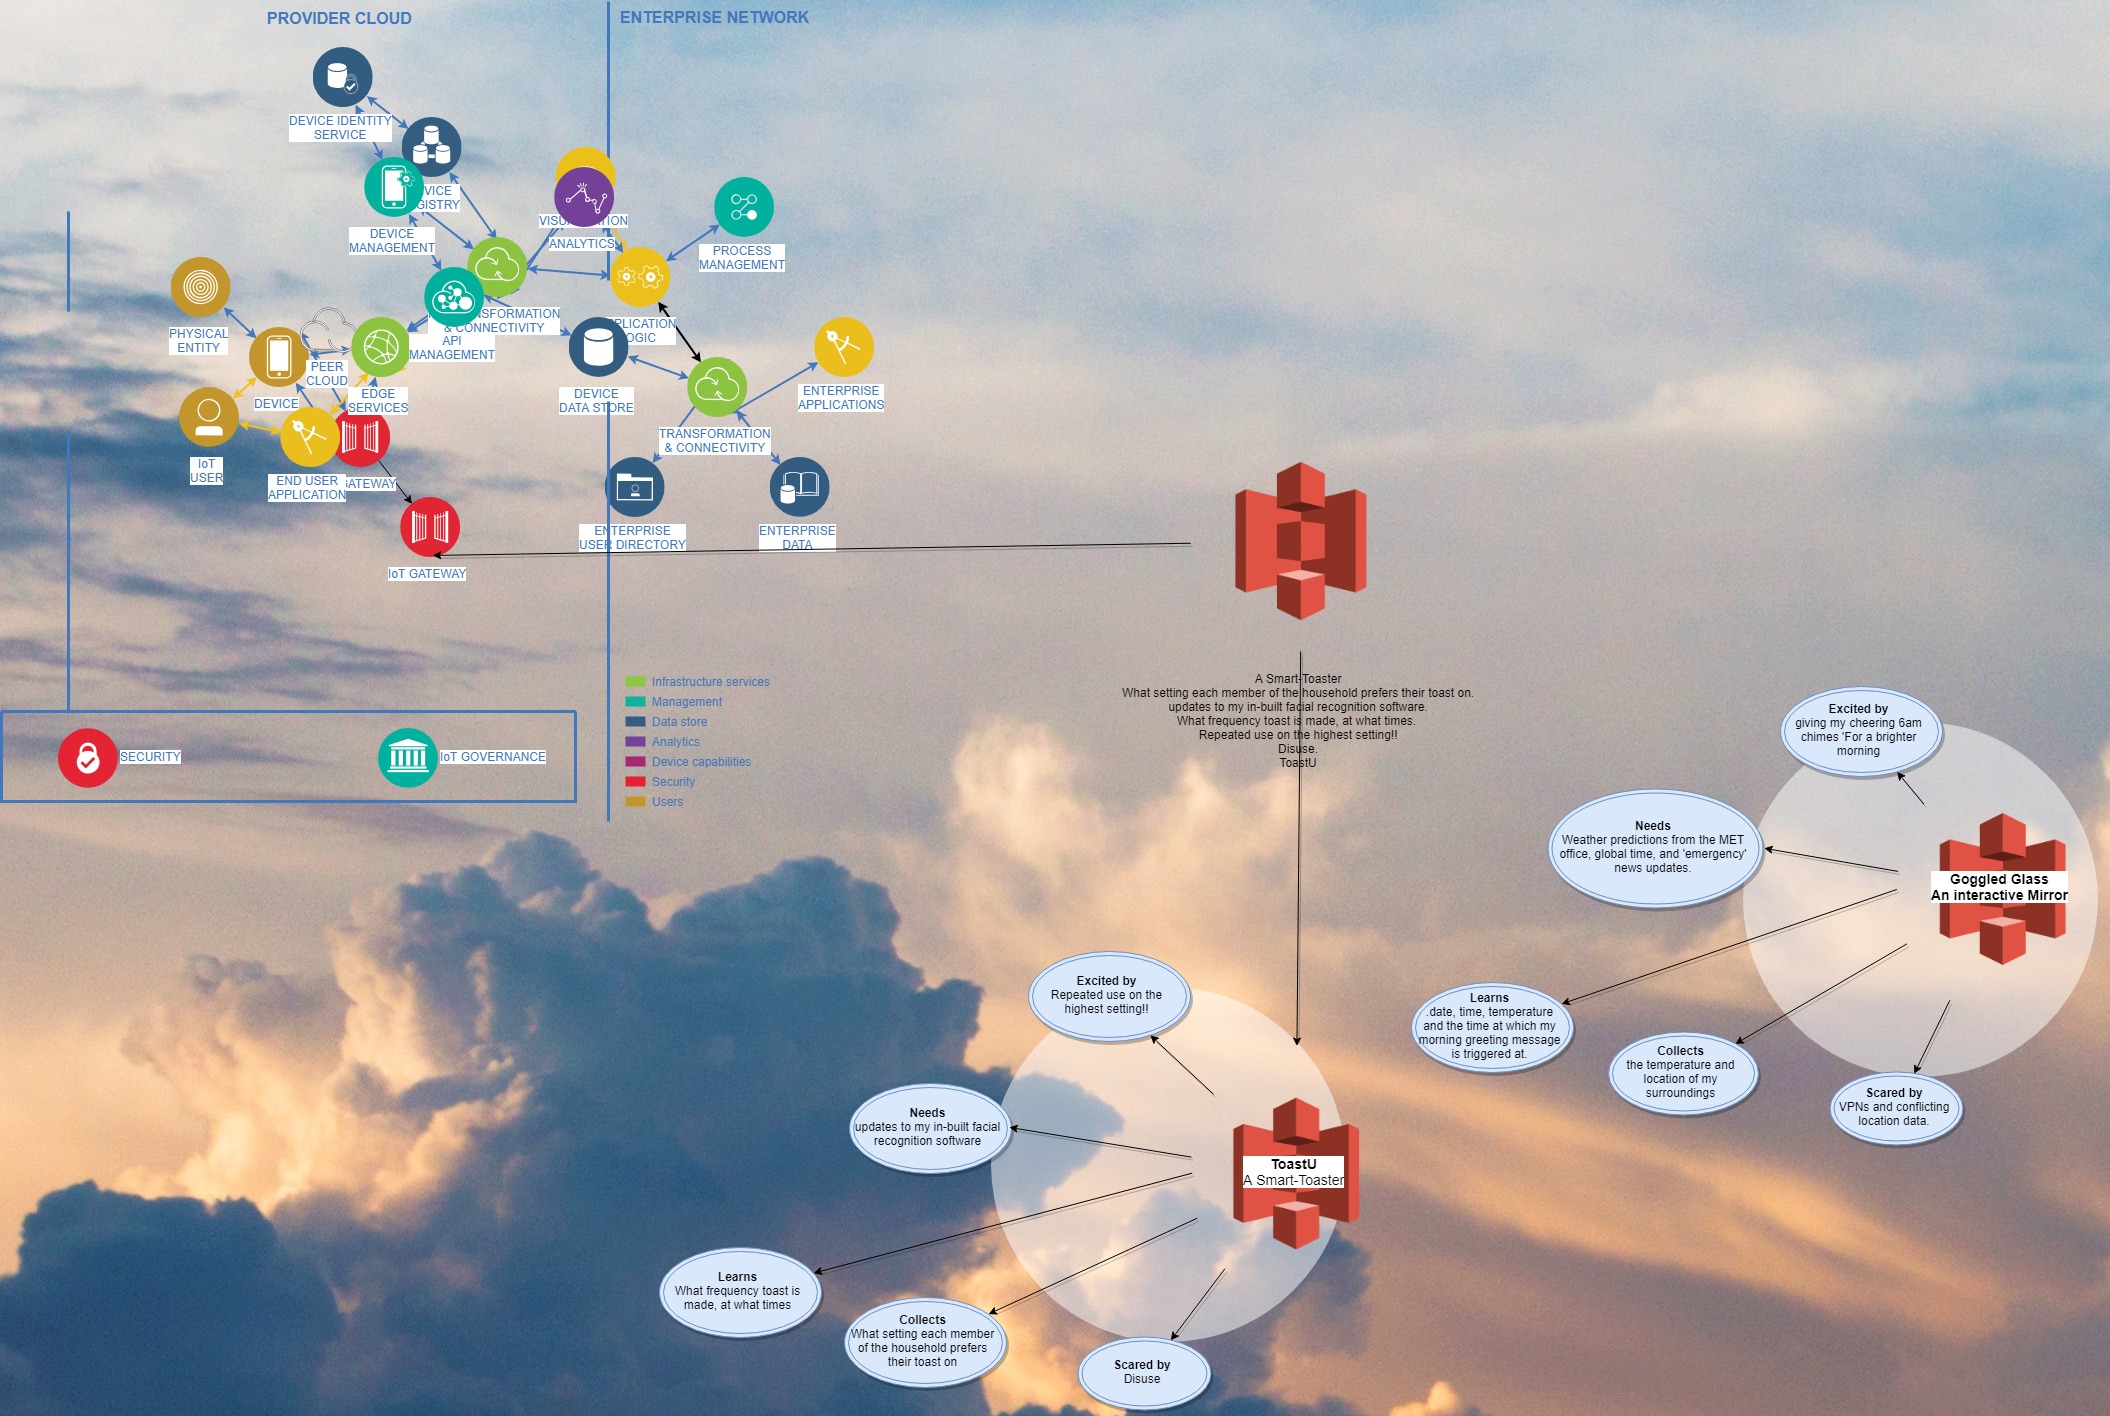 PROVIDER CLOUD
ENTERPRISE NETWORK
DEVICE IDENTITY
SERVICE
DEVICE
MANAGEMENT
ANALYTICS
PROCESS
MANAGEMENT
& CONNECTIVITY
API
MANAGEMENT
PHYSICAL
ENTITY
PEER
CLOUD
DEVICE
EDGE
SERVICES
IoT
USER
END USER
APPLICATION
DEVICE
DATA STORE
ENTERPRISE
APPLICATIONS
TRANSFORMATION
& CONNECTIVITY
ENTERPRISE
USER DIRECTORY
ENTERPRISE
DATA
IoT GATEWAY
SECURITY
IoT GOVERNANCE
Infrastructure services
Management
Data store
Analytics
Device capabilities
Security
Users
A Smart-Toaster
What setting each member of the household prefers their toast on.
updates to my in-built facial recognition software.
What frequency toast is made, at what times.
Repeated use on the highest setting!!
Disuse.
ToastU
Excited by
giving my cheering 6am
chimes 'For a brighter
morning
Needs
Weather predictions from the MET
office, global time, and 'emergency'
news updates.
Goggled Glass
An interactive Mirror
Learns
date, time, temperature
and the time at which my
morning greeting message
is triggered at.
Collects
the temperature and
location of my
surroundings
Scared by
VPNs and conflicting
location data.
Excited by
Repeated use on the
highest setting!!
Needs
updates to my in-built facial
recognition software
ToastU
A Smart-Toaster
Learns
What frequency toast is
made, at what times
Collects
What setting each member
of the household prefers
their toast on
Scared by
Disuse